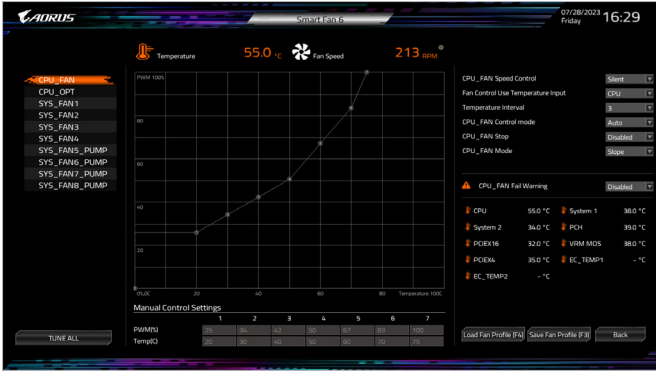 AORUS
Smart Fan 6
07/28/2023
Friday
16:29
Temperature 55.0 °C Fan Speed 213 RPM
CPU_FAN
CPU_OPT
SYS_FAN1
SYS_FAN2
SYS_FAN3
SYS_FAN4
SYS_FAN5_PUMP
SYS_FAN6_PUMP
SYS_FAN7_PUMP
SYS_FAN8_PUMP
TUNE ALL
PWM 100%
80
60
40
20
0%,0C 20 40 60 80 Temperature 100C
Manual Control Settings
1 2 3 4 5 6 7
PWM(%) 25 34 42 50 67 83 100
Temp(C) 20 30 40 50 60 70 75
CPU_FAN Speed Control Silent
Fan Control Use Temperature Input CPU
Temperature Interval 3
CPU_FAN Control mode Auto
CPU_FAN Stop Disabled
CPU_FAN Mode Slope
CPU_FAN Fail Warning Disabled
CPU 55.0 °C System 1 38.0 °C
System 2 34.0 °C PCH 39.0 °C
PCIEX16 32.0 °C VRM MOS 38.0 °C
PCIEX4 35.0 °C EC_TEMP1 - °C
EC_TEMP2 - °C
Load Fan Profile (F4) Save Fan Profile (F3) Back